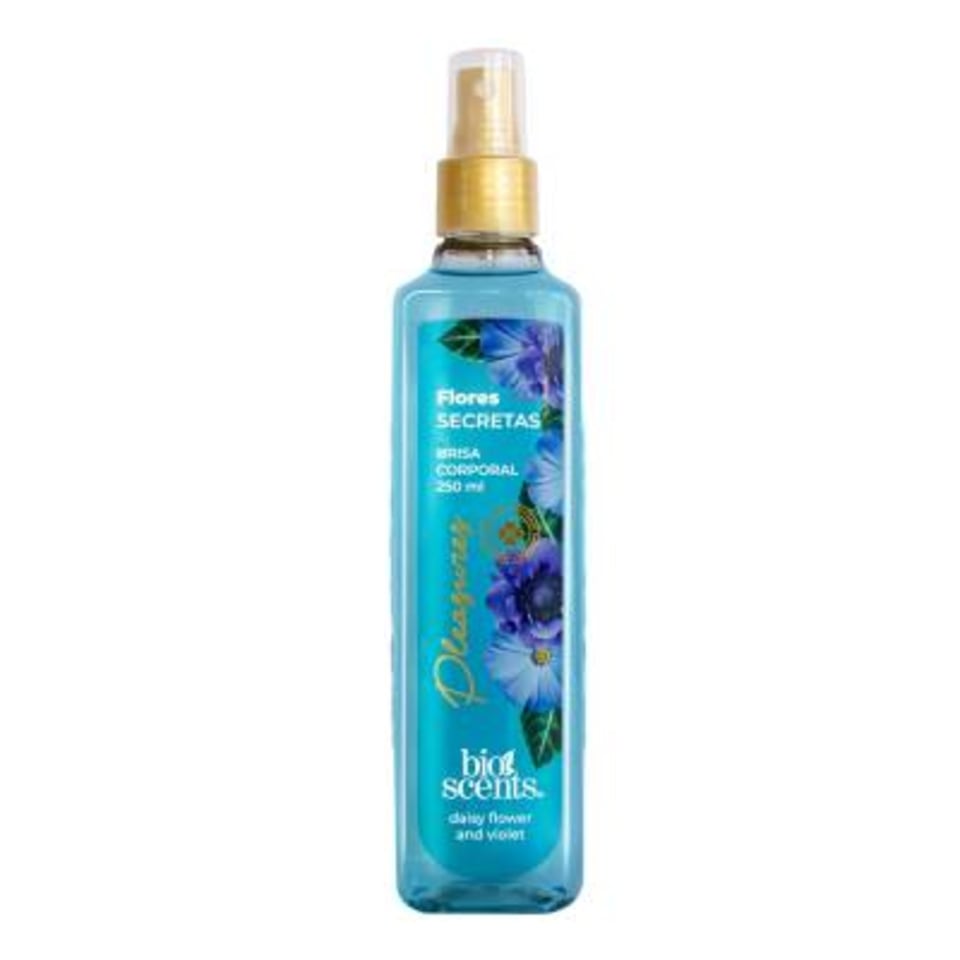 Flores
SECRETAS
BRISA
CORPORAL
250 ml
Pleasures
bio
scents
daisy flower
and violet